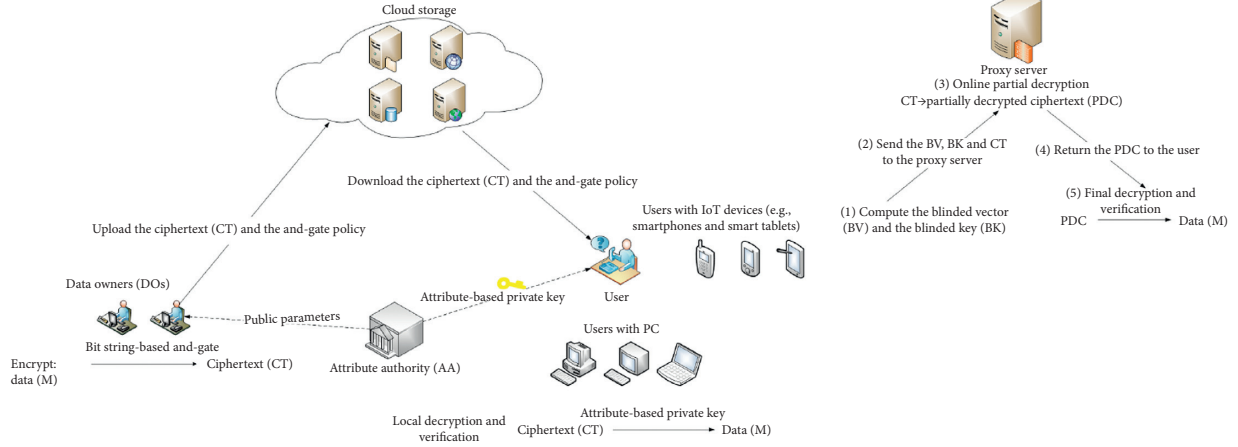 Cloud storage
Proxy server
(3) Online partial decryption
CT→partially decrypted ciphertext (PDC)
(2) Send the BV, BK and CT
to the proxy server
(4) Return the PDC to the user
(1) Compute the blinded vector
(BV) and the blinded key (BK)
(5) Final decryption and
verification
PDC
Data (M)
Download the ciphertext (CT) and the and-gate policy
Users with IoT devices (e.g.,
smartphones and smart tablets)
Upload the ciphertext (CT) and the and-gate policy
Data owners (DOs)
Attribute-based private key
User
Public parameters
Bit string-based and-gate
Encrypt:
data (M)
Ciphertext (CT)
Attribute authority (AA)
Users with PC
Local decryption and
verification
Ciphertext (CT)
Attribute-based private key
Data (M)